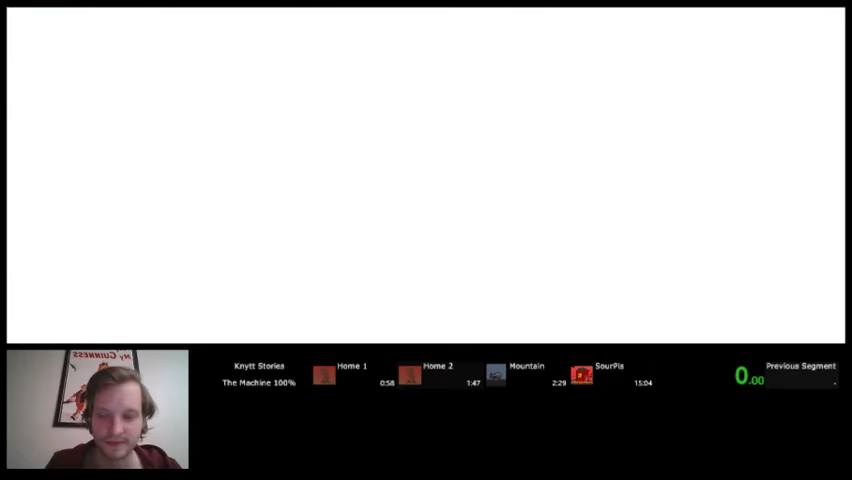 My GUINNESS
Knytt Stories
The Machine 100%
Home 1
0:58
Home 2
1:47
Mountain
2:29
SourPls
15:04
0.00
Previous Segment
.